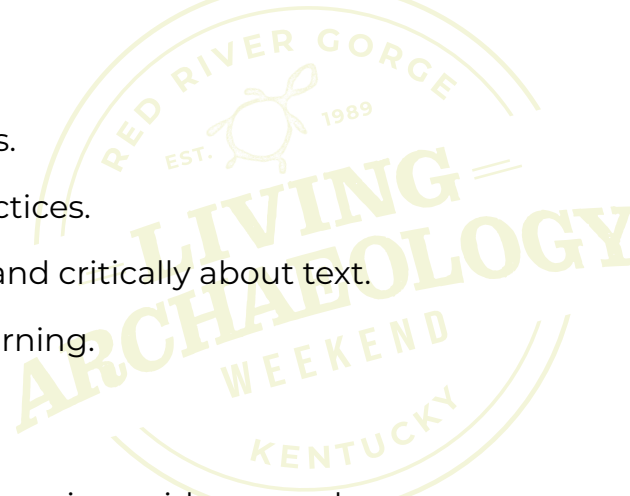 RED RIVER GORGE
EST. 1989
s.
ctices.
LIVING
and critically about text.
ARCHAEOLOGY
rning.
WEEKEND
KENTUCKY